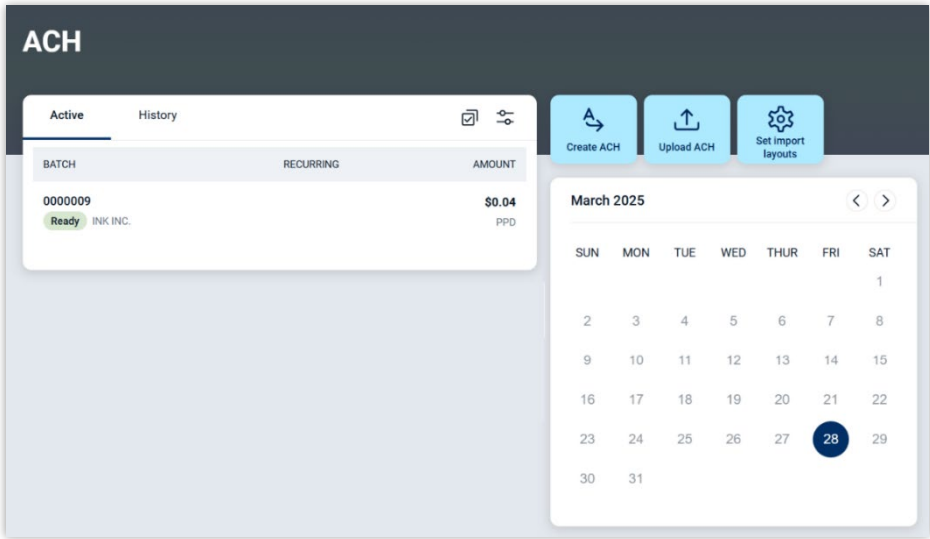 ACH
Active History
BATCH RECURRING AMOUNT
0000009 $0.04
Ready INK INC. PPD
Create ACH
Upload ACH
Set import
layouts
March 2025
SUN MON TUE WED THUR FRI SAT
1
2 3 4 5 6 7 8
9 10 11 12 13 14 15
16 17 18 19 20 21 22
23 24 25 26 27 28 29
30 31